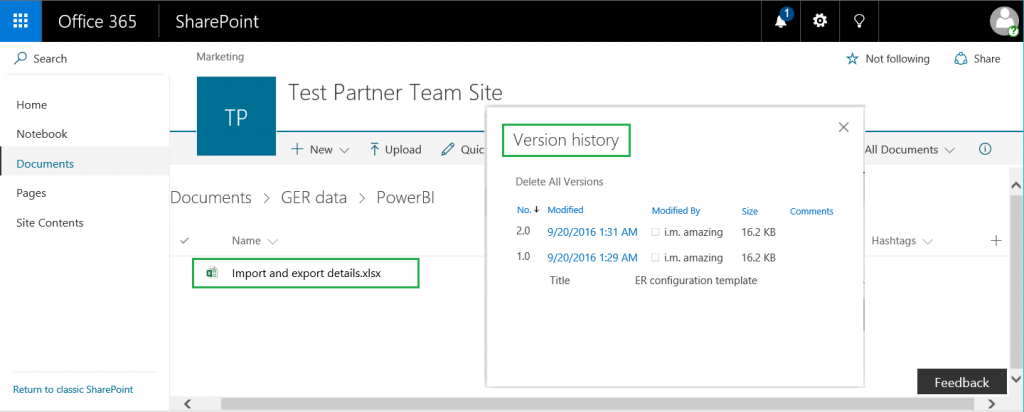 Office 365 SharePoint 1
Search
Marketing
Not following Share
Home
Notebook
Documents
Pages
Site Contents
Return to classic SharePoint
TP
Test Partner Team Site
New Upload Quic
All Documents
Documents > GER data > PowerBI
Name
Hashtags
Import and export details.xlsx
Version history
Delete All Versions
No. Modified Modified By Size Comments
2.0 9/20/2016 1:31 AM i.m. amazing 16.2 KB
1.0 9/20/2016 1:29 AM i.m. amazing 16.2 KB
Title ER configuration template
Feedback